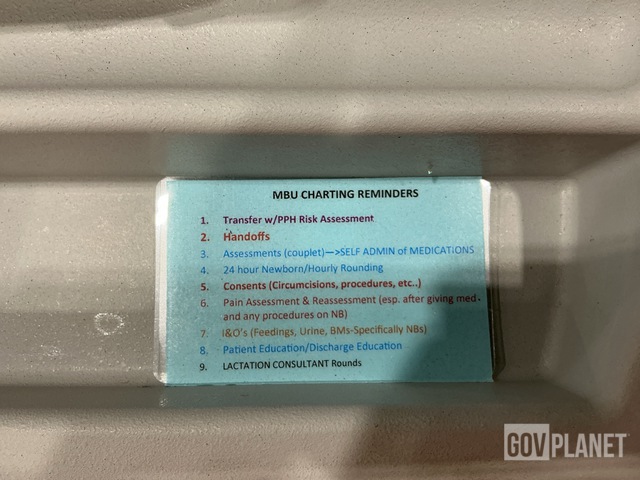 MBU CHARTING REMINDERS
1. Transfer w/PPH Risk Assessment
2. Handoffs
3. Assessments (couplet)—>SELF ADMIN of MEDICATIONS
4. 24 hour Newborn/Hourly Rounding
5. Consents (Circumcisions, procedures, etc..)
6. Pain Assessment & Reassessment (esp. after giving med
and any procedures on NB)
7. I&O's (Feedings, Urine, BMs-Specifically NBs)
8. Patient Education/Discharge Education
9. LACTATION CONSULTANT Rounds
GOVPLANET